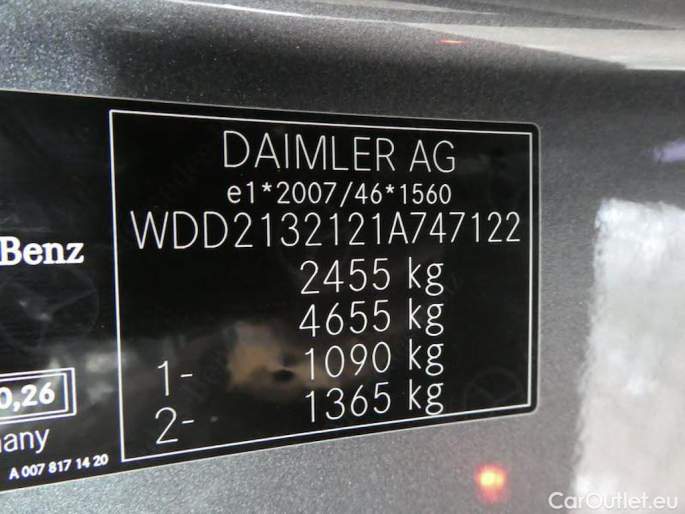 DAIMLER AG
e1*2007/46*1560
WDD2132121A747122
Benz
2455 kg
4655 kg
1- 1090 kg
2- 1365 kg
0,26
many
A 007 817 14 20
CarOutlet.eu